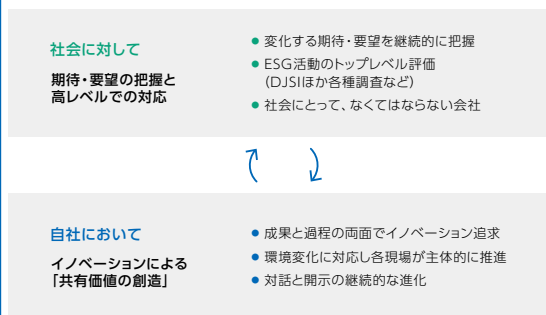 社会に対して
期待・要望の把握と
高レベルでの対応
● 変化する期待・要望を継続的に把握
● ESG活動のトップレベル評価
（DJSIほか各種調査など）
● 社会にとって、なくてはならない会社
自社において
イノベーションによる
「共有価値の創造」
● 成果と過程の両面でイノベーション追求
● 環境変化に対応し各現場が主体的に推進
● 対話と開示の継続的な進化